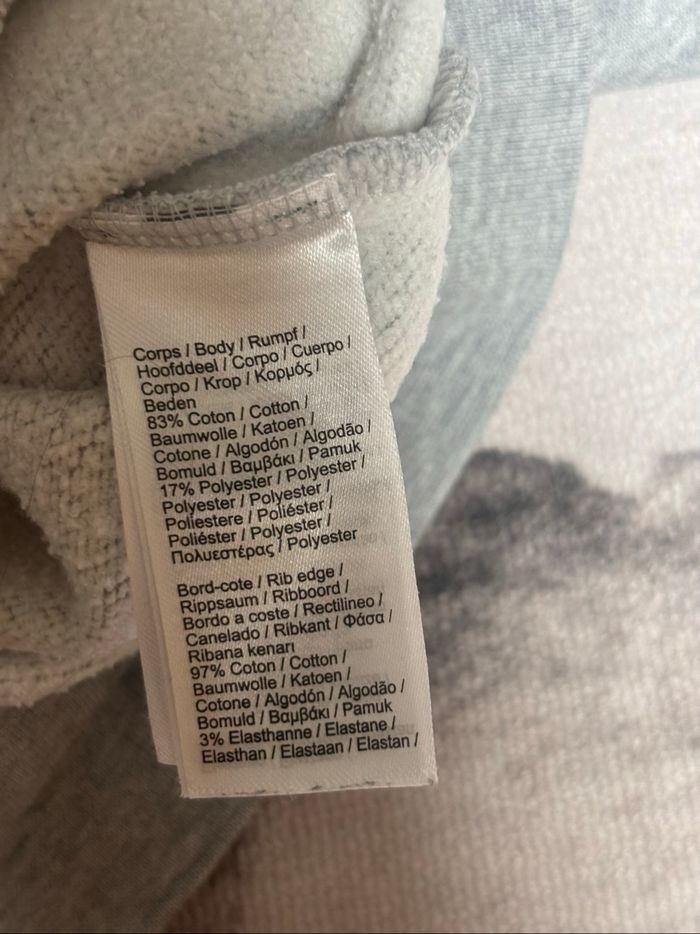 Corps / Body / Rumpf /
Hoofddeel / Corpo / Cuerpo /
Corpo / Krop / Κορμός /
Beden
83% Coton / Cotton /
Baumwolle / Katoen /
Cotone / Algodón / Algodão /
Bomuld / Βαμβάκι / Pamuk
17% Polyester / Polyester /
Polyester / Polyester /
Poliestere / Poliéster /
Poliéster / Polyester /
Πολυεστέρας / Polyester
Bord-cote / Rib edge /
Rippsaum / Ribboord /
Bordo a coste / Rectilineo /
Canelado / Ribkant / Φάσα /
Ribana kenarı
97% Coton / Cotton /
Baumwolle / Katoen /
Cotone / Algodón / Algodão /
Bomuld / Βαμβάκι / Pamuk
3% Elasthanne / Elastane /
Elasthan / Elastaan / Elastan /